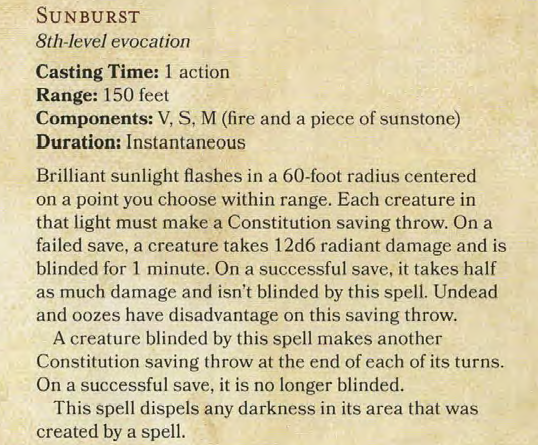 SUNBURST
8th-level evocation
Casting Time: 1 action
Range: 150 feet
Components: V, S, M (fire and a piece of sunstone)
Duration: Instantaneous
Brilliant sunlight flashes in a 60-foot radius centered
on a point you choose within range. Each creature in
that light must make a Constitution saving throw. On a
failed save, a creature takes 12d6 radiant damage and is
blinded for 1 minute. On a successful save, it takes half
as much damage and isn't blinded by this spell. Undead
and oozes have disadvantage on this saving throw.
A creature blinded by this spell makes another
Constitution saving throw at the end of each of its turns.
On a successful save, it is no longer blinded.
This spell dispels any darkness in its area that was
created by a spell.